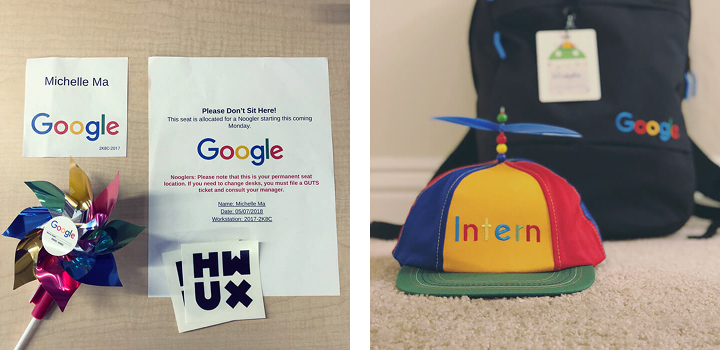 Michelle Ma
Google
2K8C-2017
Please Don't Sit Here!
This seat is allocated for a Noogler starting this coming
Monday.
Google
Nooglers: Please note that this is your permanent seat
location. If you need to change desks, you must file a GUTS
ticket and consult your manager.
Name: Michelle Ma
Date: 05/07/2018
Workstation: 2017-2K8C
Google
HW
UX
Google
Intern